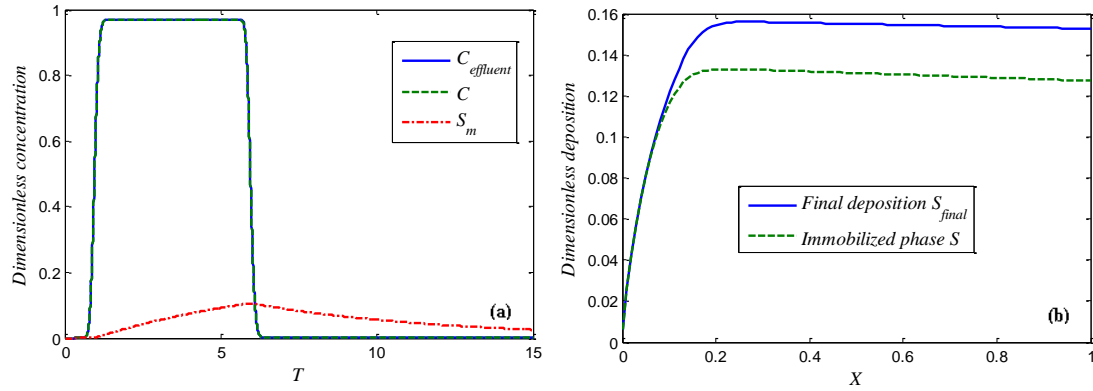 Dimensionless concentration
1
0.8
0.6
0.4
0.2
0
0
5
10
15
T
C_effluent
C
S_m
(a)
Dimensionless deposition
0.16
0.14
0.12
0.10
0.08
0.06
0.04
0.02
0.00
0
0.2
0.4
0.6
0.8
1
X
Final deposition S_final
Immobilized phase S
(b)